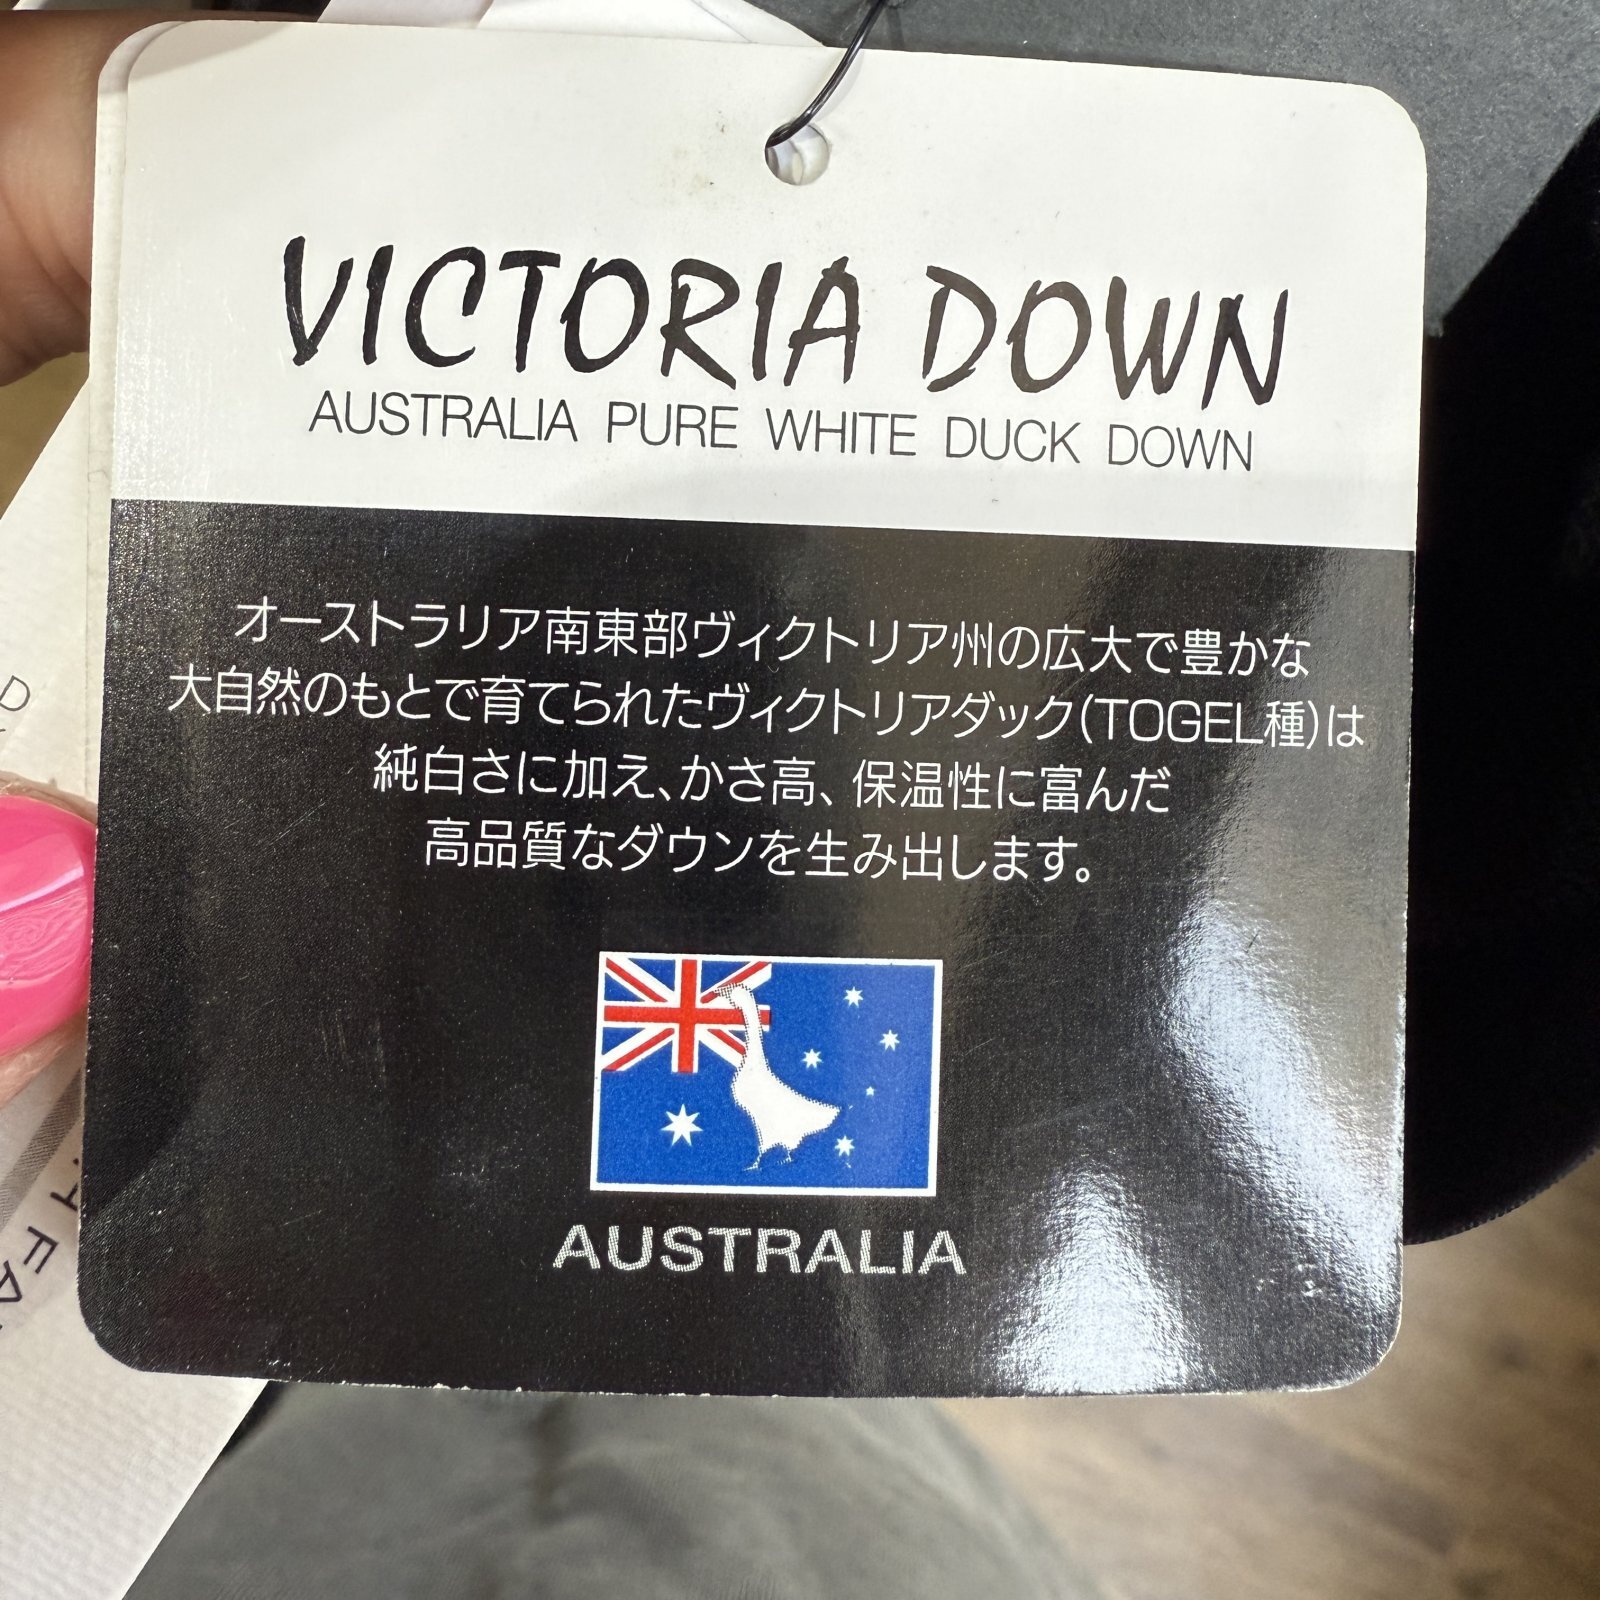 VICTORIA DOWN
AUSTRALIA PURE WHITE DUCK DOWN
オーストラリア南東部ヴィクトリア州の広大で豊かな
大自然のもとで育てられたヴィクトリアダック(TOGEL種)は
純白さに加え、かさ高、保温性に富んだ
高品質なダウンを生み出します。
AUSTRALIA